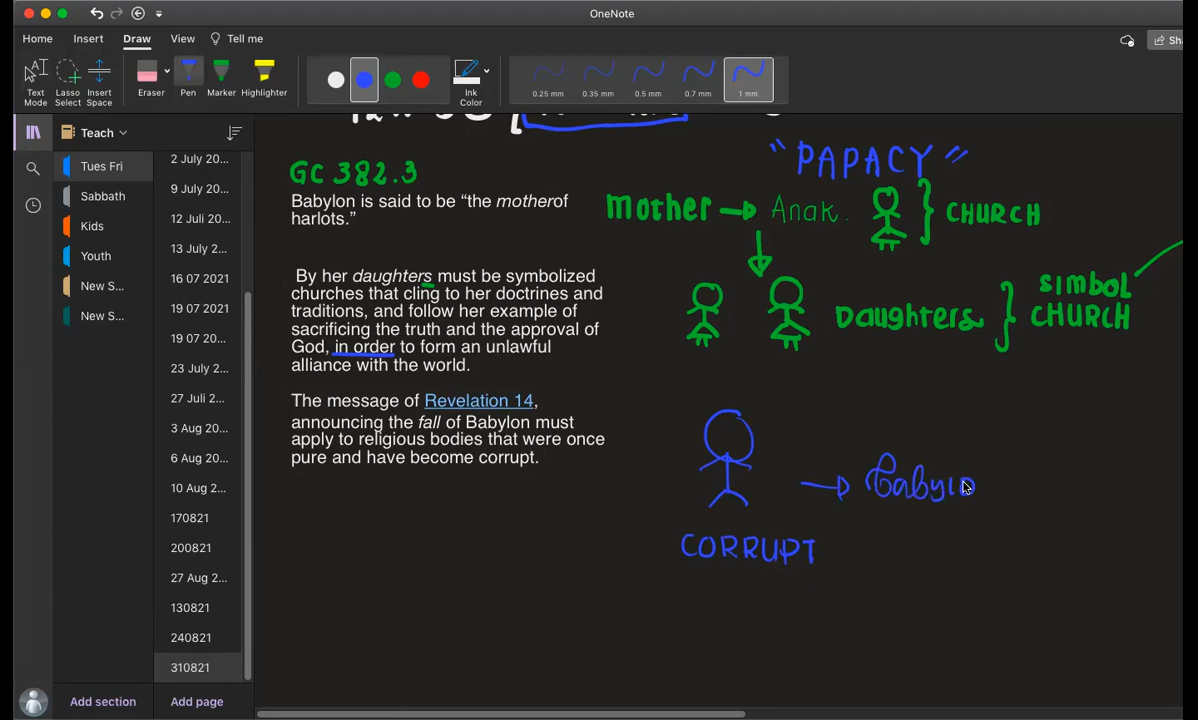 OneNote
Home Insert Draw View Tell me
Sha
Text Mode
Lasso Select
Insert Space
Eraser
Pen
Marker
Highlighter
Ink Color
0.25 mm
0.35 mm
0.5 mm
0.7 mm
1 mm
Teach
Tues Fri
Sabbath
Kids
Youth
New S...
New S...
2 July 20...
9 July 20...
12 Juli 20...
13 July 2...
16 07 2021
19 07 2021
19 07 20...
23 July 2...
27 Juli 2...
3 Aug 20...
6 Aug 20...
10 Aug 2...
170821
200821
27 Aug 2...
130821
240821
310821
Add section
Add page
"PAPACY"
GC 382.3
Babylon is said to be “the motherof
harlots.”
mother → Anak. } CHURCH
By her daughters must be symbolized
churches that cling to her doctrines and
traditions, and follow her example of
sacrificing the truth and the approval of
God, in order to form an unlawful
alliance with the world.
Daughters } simbol
CHURCH
The message of Revelation 14,
announcing the fall of Babylon must
apply to religious bodies that were once
pure and have become corrupt.
→ Babylo
CORRUPT